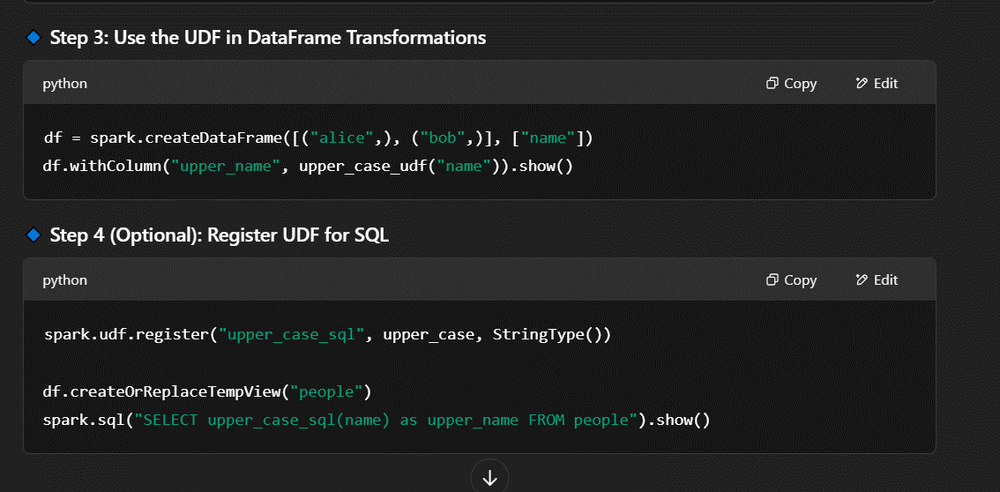 Step 3: Use the UDF in DataFrame Transformations
python
Copy
Edit
df = spark.createDataFrame([("alice",), ("bob",)], ["name"])
df.withColumn("upper_name", upper_case_udf("name")).show()
Step 4 (Optional): Register UDF for SQL
python
Copy
Edit
spark.udf.register("upper_case_sql", upper_case, StringType())
df.createOrReplaceTempView("people")
spark.sql("SELECT upper_case_sql(name) as upper_name FROM people").show()